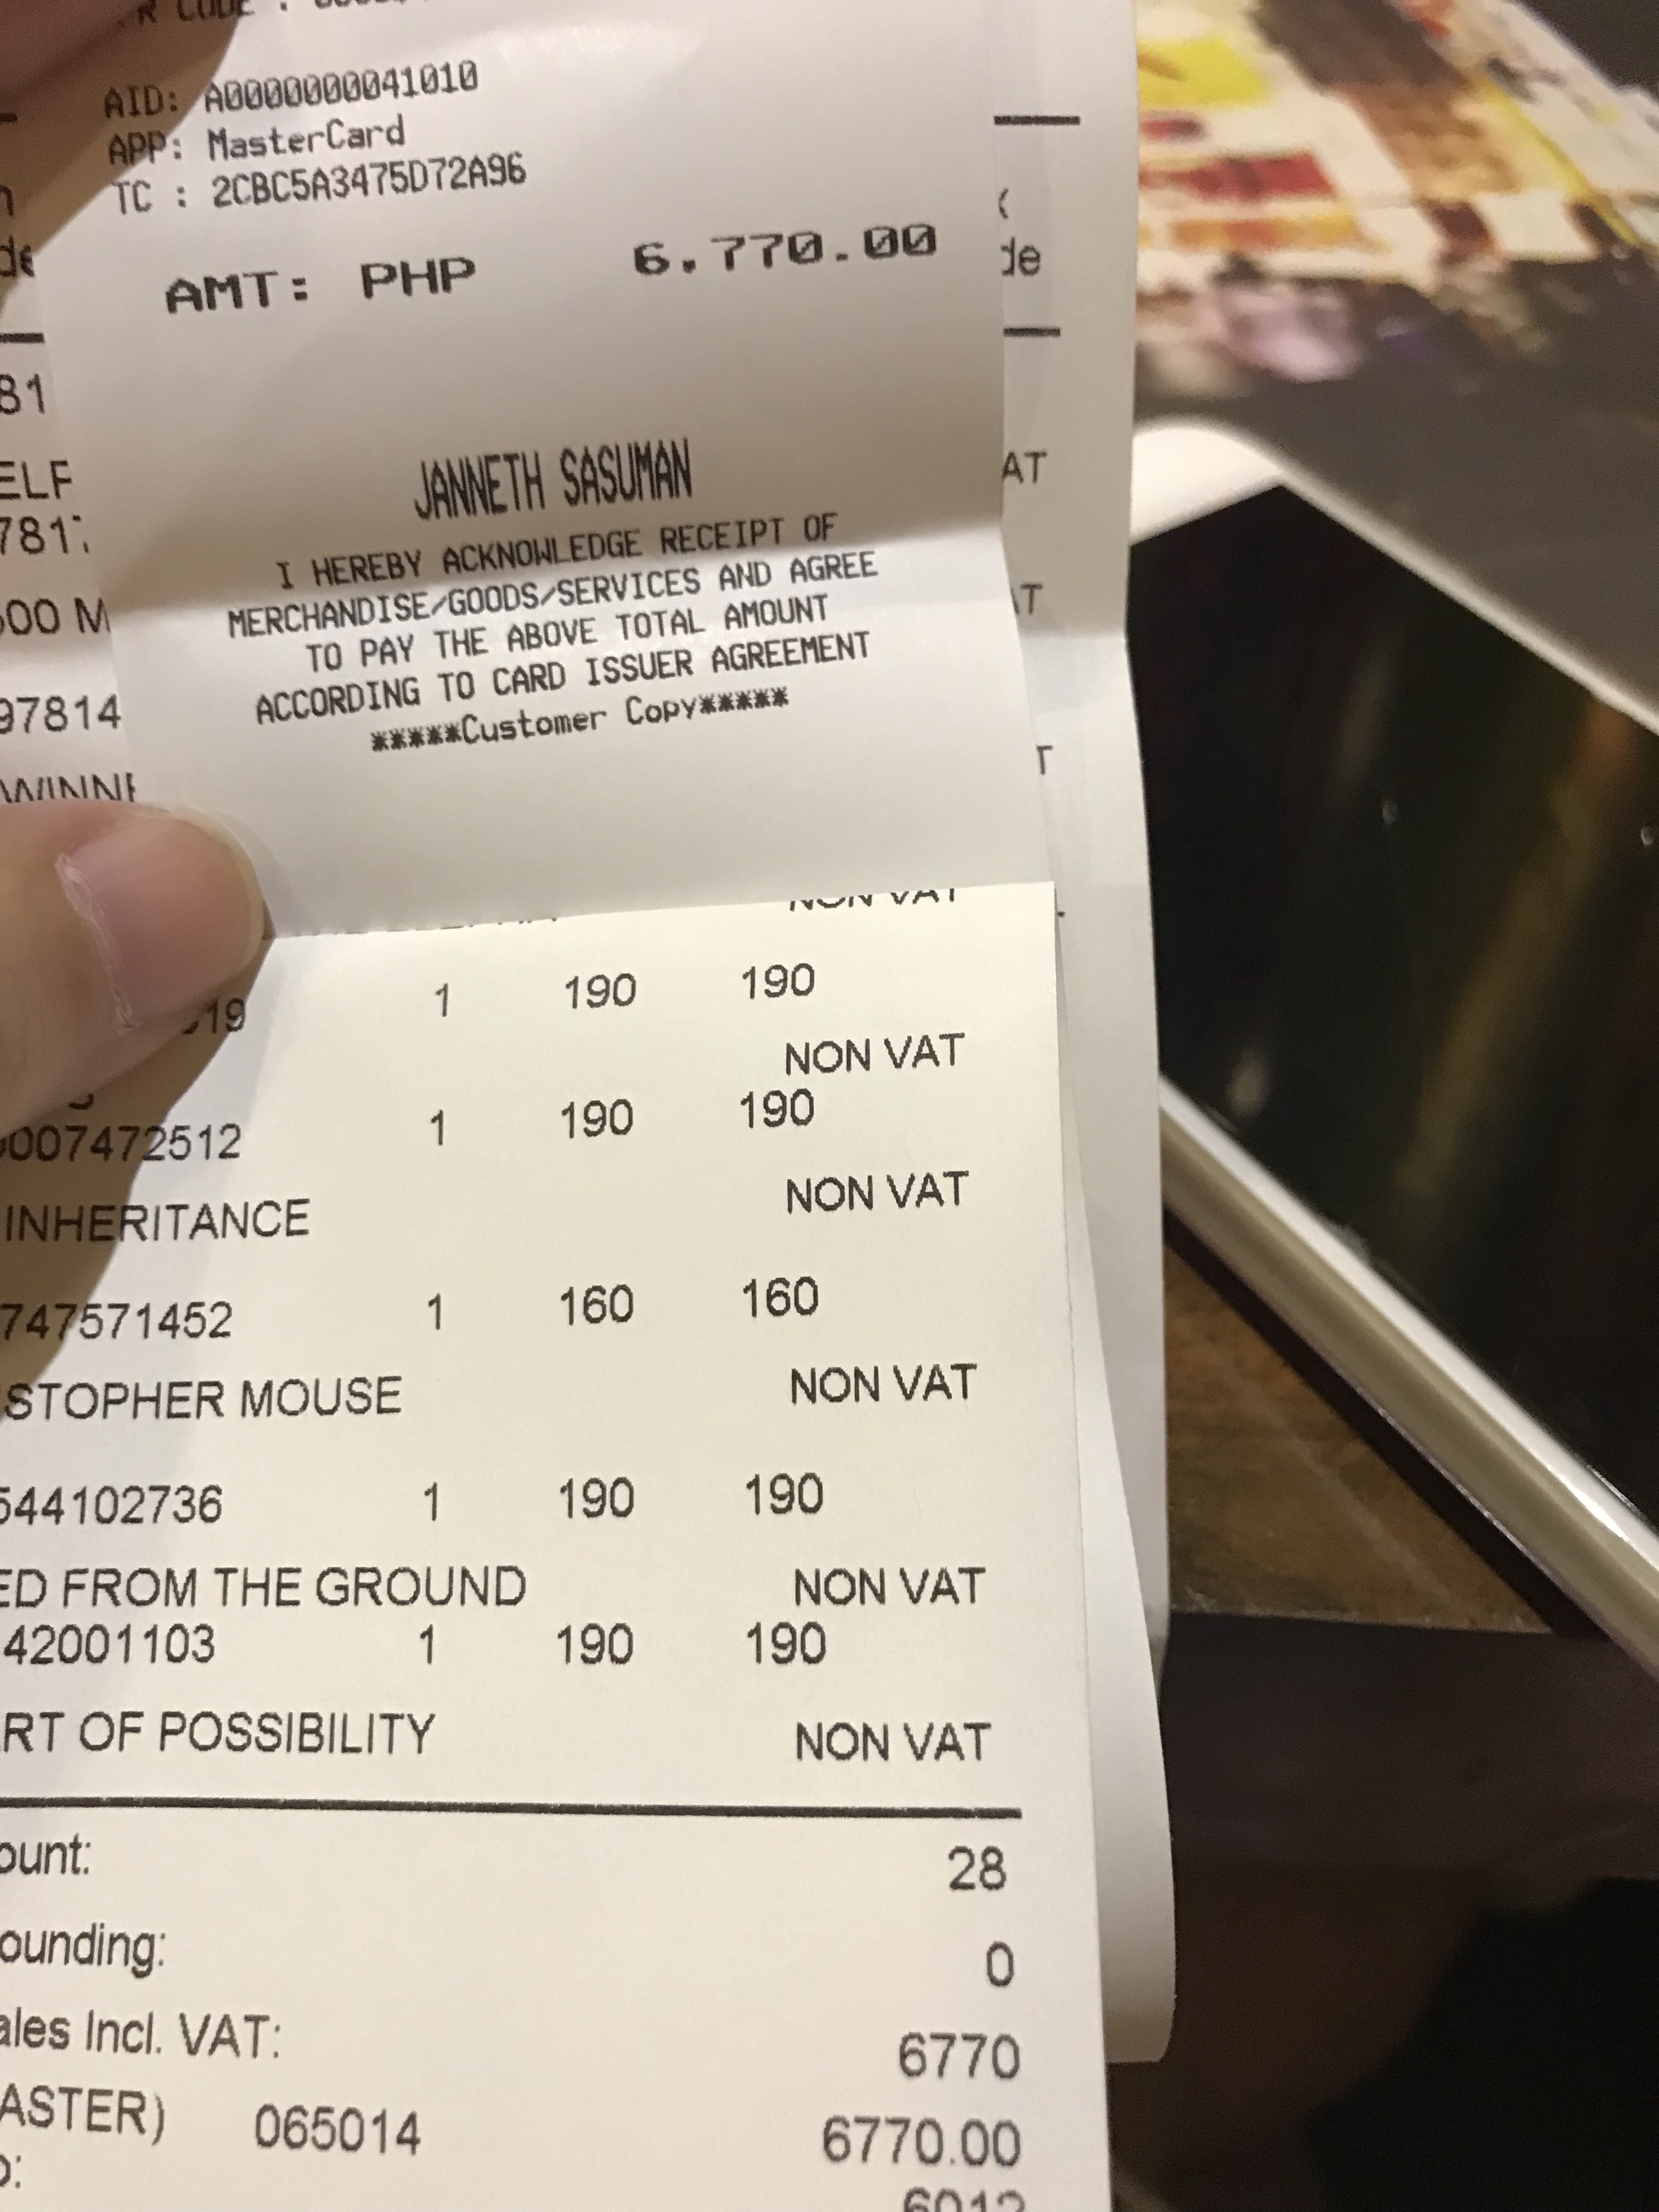 AID: A0000000041010
APP: MasterCard
TC : 2CBC5A3475D72A96
AMT: PHP 6,770.00
JANNETH SASUMAN
I HEREBY ACKNOWLEDGE RECEIPT OF
MERCHANDISE/GOODS/SERVICES AND AGREE
TO PAY THE ABOVE TOTAL AMOUNT
ACCORDING TO CARD ISSUER AGREEMENT
*****Customer Copy*****
NON VAT
19 1 190 190
NON VAT
007472512 1 190 190
INHERITANCE NON VAT
747571452 1 160 160
STOPHER MOUSE NON VAT
544102736 1 190 190
ED FROM THE GROUND NON VAT
42001103 1 190 190
RT OF POSSIBILITY NON VAT
ount: 28
ounding: 0
ales Incl. VAT: 6770
ASTER) 065014 6770.00